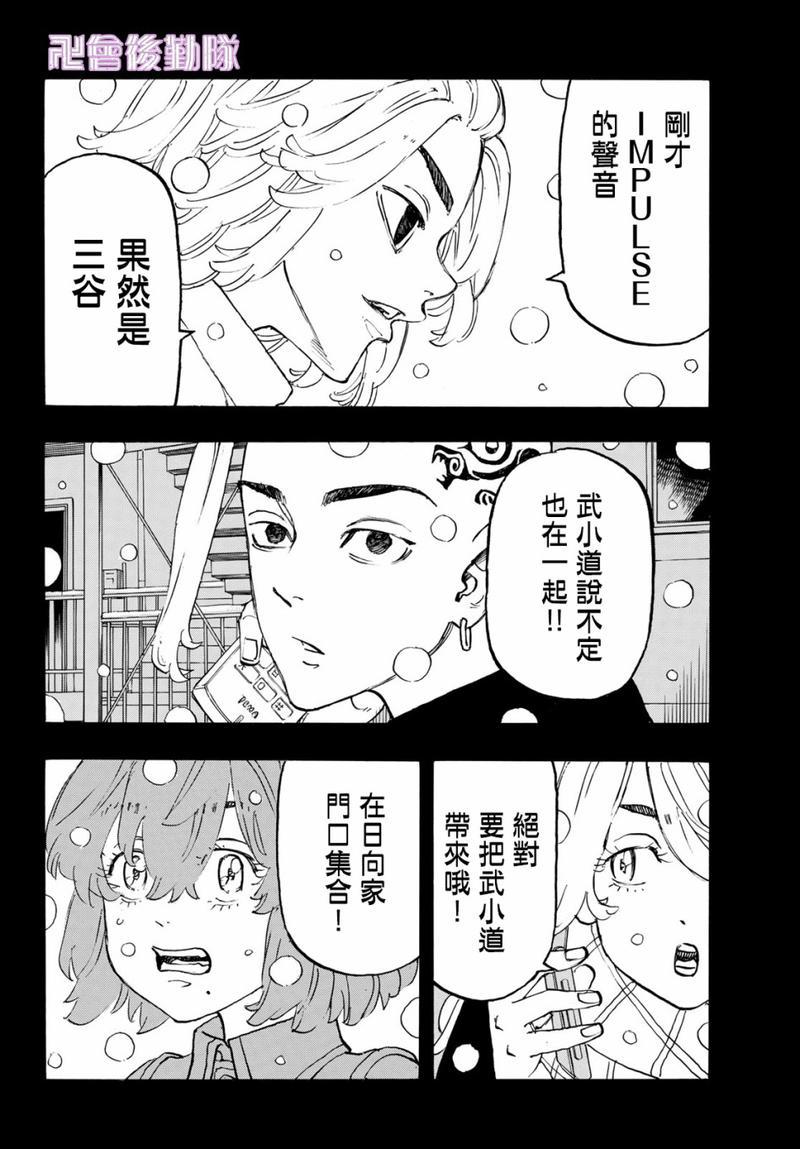 卍會後勤隊
剛才
IMPULSE
的聲音
果然是
三谷
武小道說不定
也在一起!!
絕對
要把武小道
帶來哦!
在日向家
門口集合!